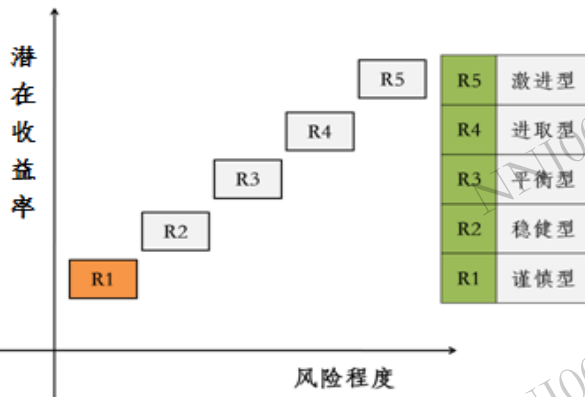 潜在收益率
R5
R4
R3
R2
R1
风险程度
R5 激进型
R4 进取型
R3 平衡型
R2 稳健型
R1 谨慎型